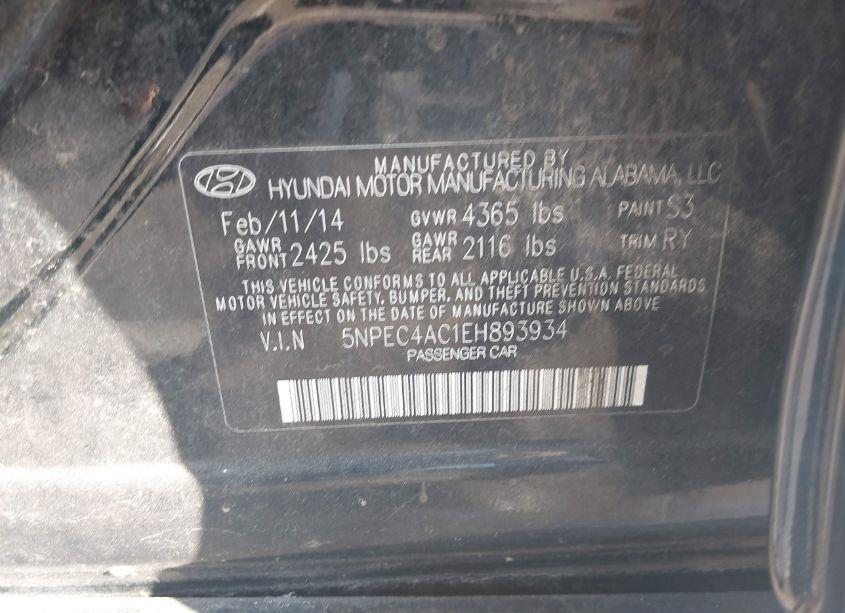 MANUFACTURED BY
HYUNDAI MOTOR MANUFACTURING ALABAMA, LLC
Feb/11/14 GVWR 4365 lbs PAINT S3
GAWR FRONT 2425 lbs GAWR REAR 2116 lbs TRIM RY
THIS VEHICLE CONFORMS TO ALL APPLICABLE U.S.A. FEDERAL
MOTOR VEHICLE SAFETY, BUMPER, AND THEFT PREVENTION STANDARDS
IN EFFECT ON THE DATE OF MANUFACTURE SHOWN ABOVE
V.I.N 5NPEC4AC1EH893934
PASSENGER CAR